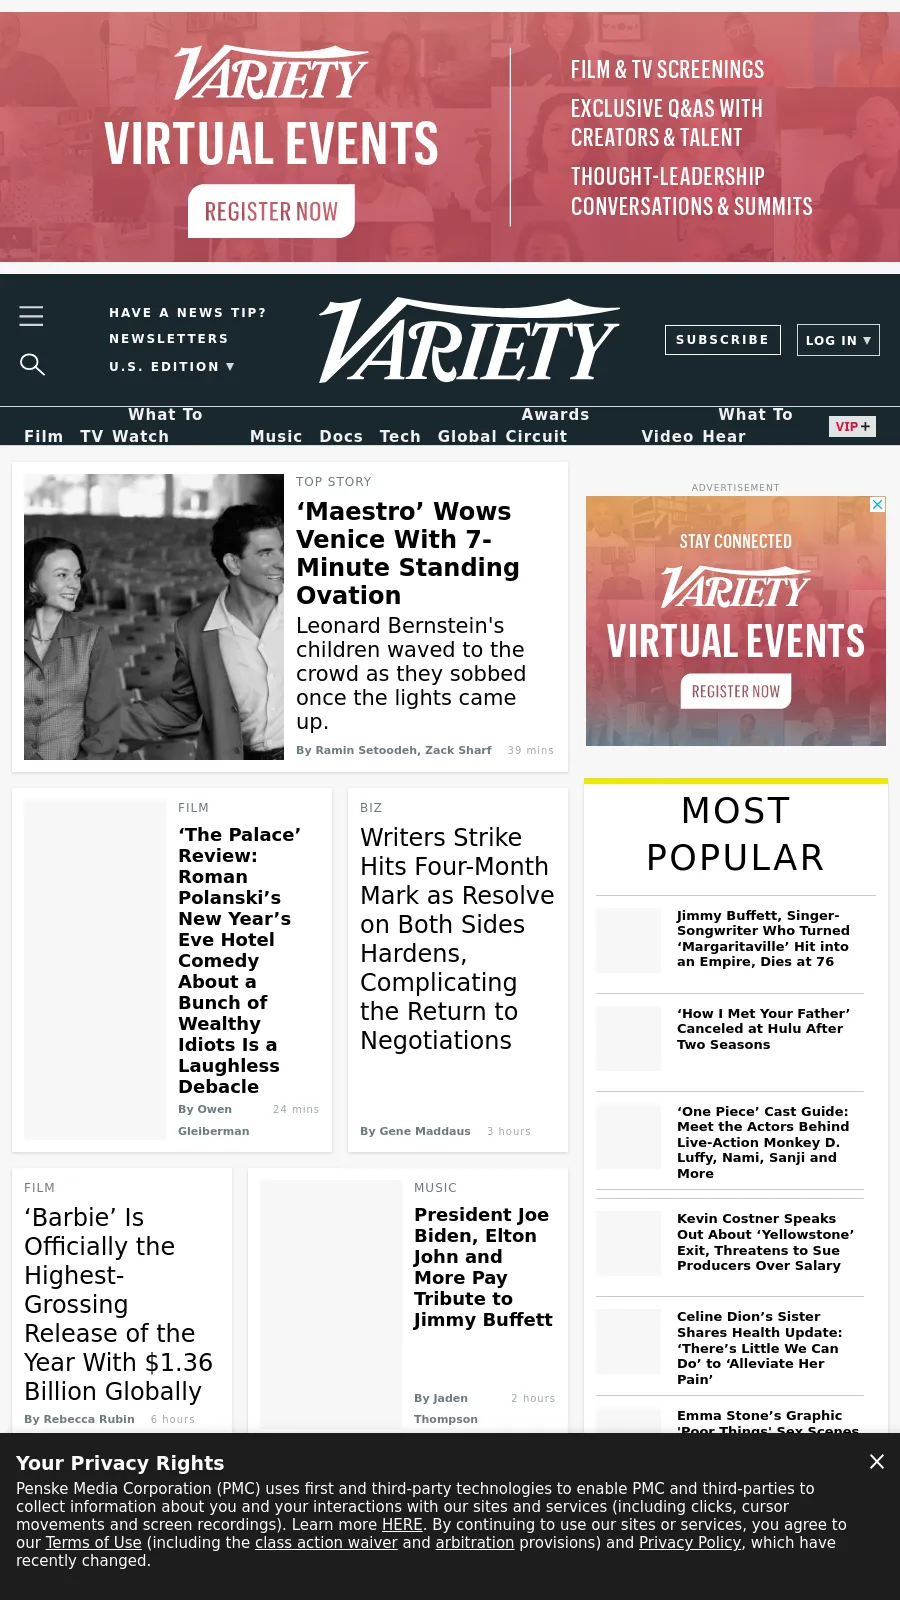 VARIETY
VIRTUAL EVENTS
REGISTER NOW
FILM & TV SCREENINGS
EXCLUSIVE Q&AS WITH
CREATORS & TALENT
THOUGHT-LEADERSHIP
CONVERSATIONS & SUMMITS
HAVE A NEWS TIP?
NEWSLETTERS
U.S. EDITION ▼
VARIETY
SUBSCRIBE
LOG IN ▼
Film
TV
What To
Watch
Music
Docs
Tech
Global
Awards
Circuit
Video
What To
Hear
VIP+
TOP STORY
‘Maestro’ Wows
Venice With 7-
Minute Standing
Ovation
Leonard Bernstein's
children waved to the
crowd as they sobbed
once the lights came
up.
By Ramin Setoodeh, Zack Sharf 39 mins
ADVERTISEMENT
STAY CONNECTED
VARIETY
VIRTUAL EVENTS
REGISTER NOW
FILM
‘The Palace’
Review:
Roman
Polanski’s
New Year’s
Eve Hotel
Comedy
About a
Bunch of
Wealthy
Idiots Is a
Laughless
Debacle
By Owen
Gleiberman
24 mins
BIZ
Writers Strike
Hits Four-Month
Mark as Resolve
on Both Sides
Hardens,
Complicating
the Return to
Negotiations
By Gene Maddaus 3 hours
FILM
‘Barbie’ Is
Officially the
Highest-
Grossing
Release of the
Year With $1.36
Billion Globally
By Rebecca Rubin 6 hours
MUSIC
President Joe
Biden, Elton
John and
More Pay
Tribute to
Jimmy Buffett
By Jaden
Thompson
2 hours
MOST
POPULAR
Jimmy Buffett, Singer-
Songwriter Who Turned
‘Margaritaville’ Hit into
an Empire, Dies at 76
‘How I Met Your Father’
Canceled at Hulu After
Two Seasons
‘One Piece’ Cast Guide:
Meet the Actors Behind
Live-Action Monkey D.
Luffy, Nami, Sanji and
More
Kevin Costner Speaks
Out About ‘Yellowstone’
Exit, Threatens to Sue
Producers Over Salary
Celine Dion’s Sister
Shares Health Update:
‘There’s Little We Can
Do’ to ‘Alleviate Her
Pain’
Emma Stone’s Graphic
'Poor Things' Sex Scenes
Your Privacy Rights
Penske Media Corporation (PMC) uses first and third-party technologies to enable PMC and third-parties to
collect information about you and your interactions with our sites and services (including clicks, cursor
movements and screen recordings). Learn more HERE. By continuing to use our sites or services, you agree to
our Terms of Use (including the class action waiver and arbitration provisions) and Privacy Policy, which have
recently changed.